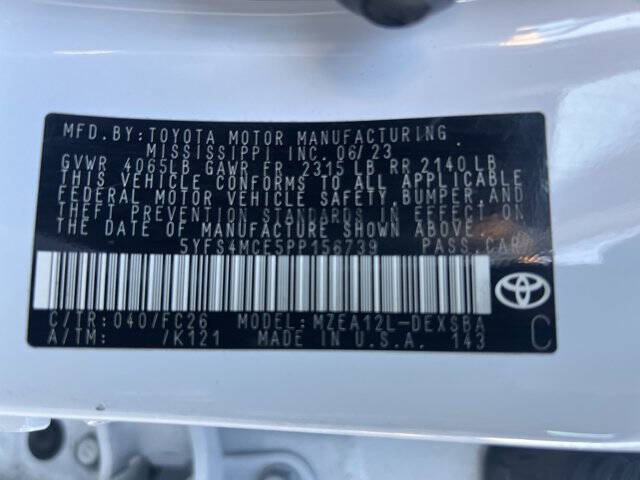 MFD.BY:TOYOTA MOTOR MANUFACTURING
MISSISSIPPI INC. 06/23
GVWR 4065LB GAWR FR 2315 LB RR 2140 LB
THIS VEHICLE CONFORMS TO ALL APPLICABLE
FEDERAL MOTOR VEHICLE SAFETY, BUMPER, AND
THEFT PREVENTION STANDARDS IN EFFECT ON
THE DATE OF MANUFACTURE SHOWN ABOVE.
5YFS4MCE5PP156739 PASS.CAR
C/TR: 040/FC26 MODEL:MZEA12L-DEXSBA
A/TM: /K121 MADE IN U.S.A. 143
C